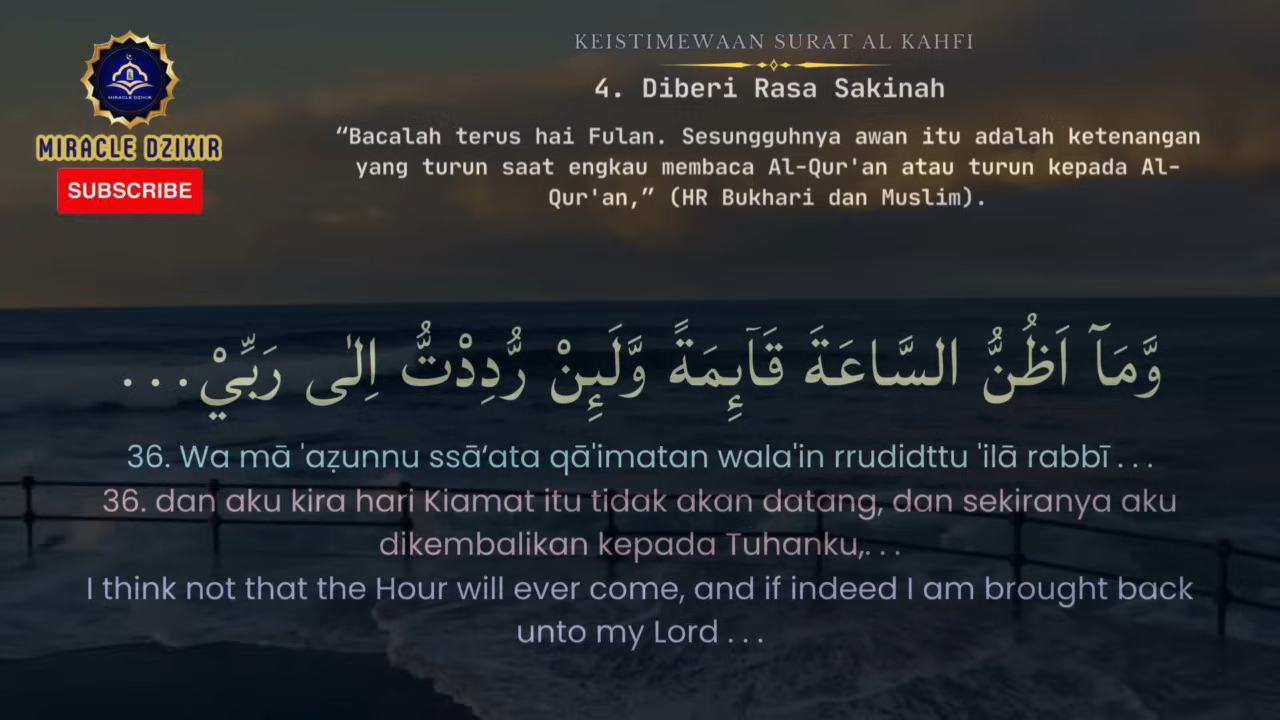 KEISTIMEWAAN SURAT AL KAHFI
4. Diberi Rasa Sakinah
“Bacalah terus hai Fulan. Sesungguhnya awan itu adalah ketenangan
yang turun saat engkau membaca Al-Qur'an atau turun kepada Al-
Qur'an,” (HR Bukhari dan Muslim).
MIRACLE DZIKIR
MIRACLE DZIKIR
SUBSCRIBE
وَّمَآ اَظُنُّ السَّاعَةَ قَاۤىِٕمَةً وَّلَىِٕنْ رُّدِدْتُّ اِلٰى رَبِّيْ...
36. Wa mā 'aẓunnu ssā‘ata qā'imatan wala'in rrudidttu 'ilā rabbī . . .
36. dan aku kira hari Kiamat itu tidak akan datang, dan sekiranya aku
dikembalikan kepada Tuhanku,. . .
I think not that the Hour will ever come, and if indeed I am brought back
unto my Lord . . .